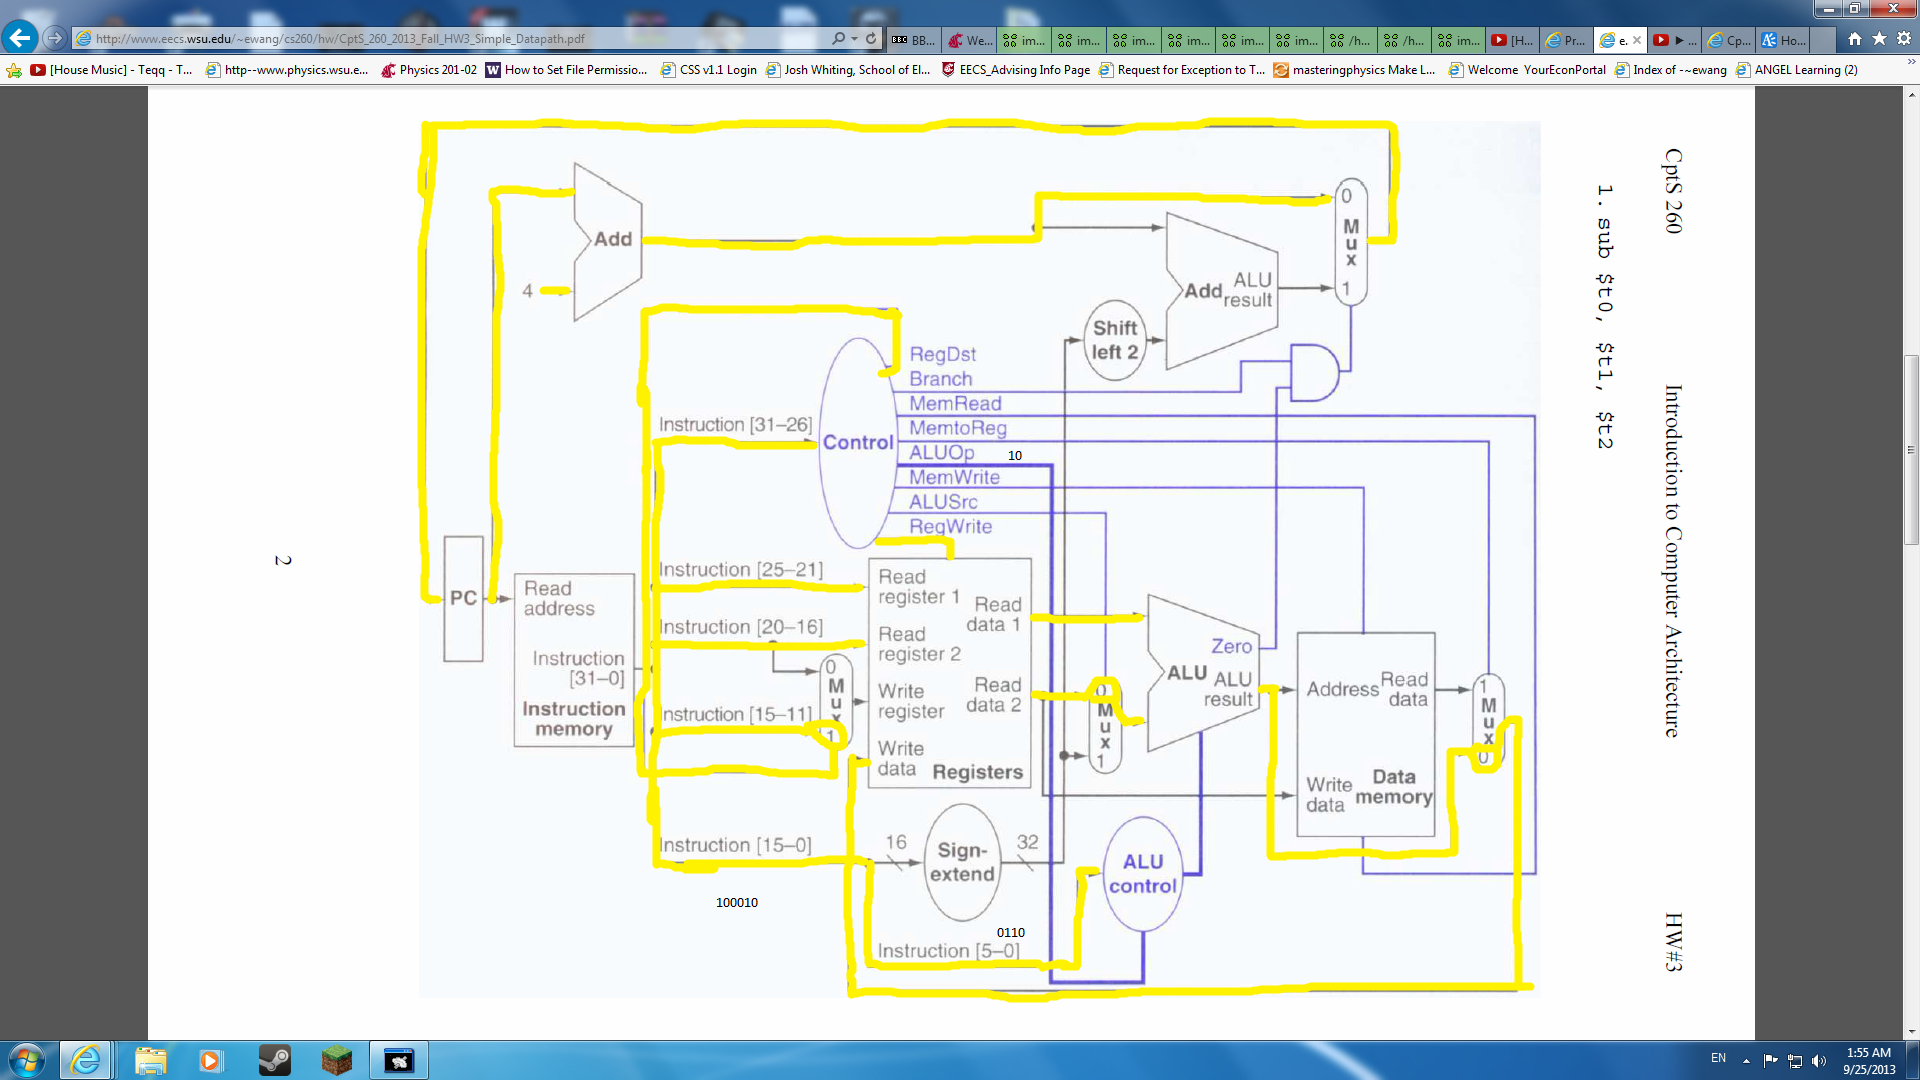 http://www.eecs.wsu.edu/~ewang/cs260/hw/CptS_260_2013_Fall_HW3_Simple_Datapath.pdf
BBC BB...
We...
im...
im...
im...
im...
im...
im...
/h...
/h...
im...
[H...
Pr...
e.
Cp...
Ho...
[House Music] - Teqq - T...
http--www.physics.wsu.e...
Physics 201-02
W How to Set File Permissio...
CSS v1.1 Login
Josh Whiting, School of El...
EECS_Advising Info Page
Request for Exception to T...
masteringphysics Make L...
Welcome YourEconPortal
Index of -~ewang
ANGEL Learning (2)
CptS 260
Introduction to Computer Architecture
HW#3
1. sub $t0, $t1, $t2
Add
4
0
Mux
1
Add
ALU result
Shift left 2
RegDst
Branch
MemRead
MemtoReg
ALUOp
10
MemWrite
ALUSrc
RegWrite
Instruction [31–26]
Control
PC
Read address
Instruction [31–0]
Instruction memory
Instruction [25–21]
Instruction [20–16]
Instruction [15–11]
Instruction [15–0]
0
Mux
1
Read register 1
Read register 2
Write register
Write data
Read data 1
Read data 2
Registers
0
Mux
1
Zero
ALU
ALU result
Address
Read data
Write data
Data memory
1
Mux
0
16
Sign-extend
32
ALU control
100010
0110
Instruction [5–0]
2
EN
1:55 AM
9/25/2013